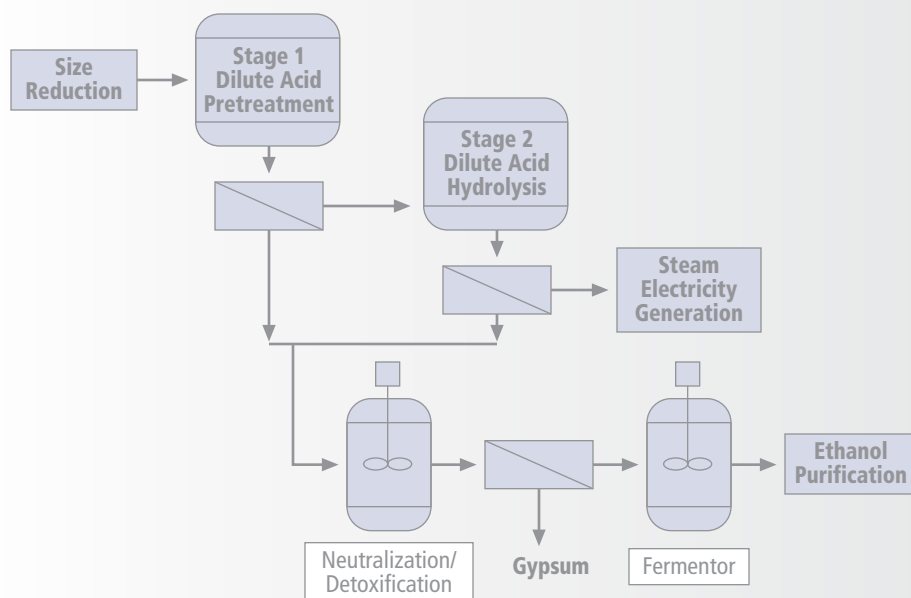 Size
Reduction
Stage 1
Dilute Acid
Pretreatment
Stage 2
Dilute Acid
Hydrolysis
Steam
Electricity
Generation
Ethanol
Purification
Neutralization/
Detoxification
Gypsum
Fermentor